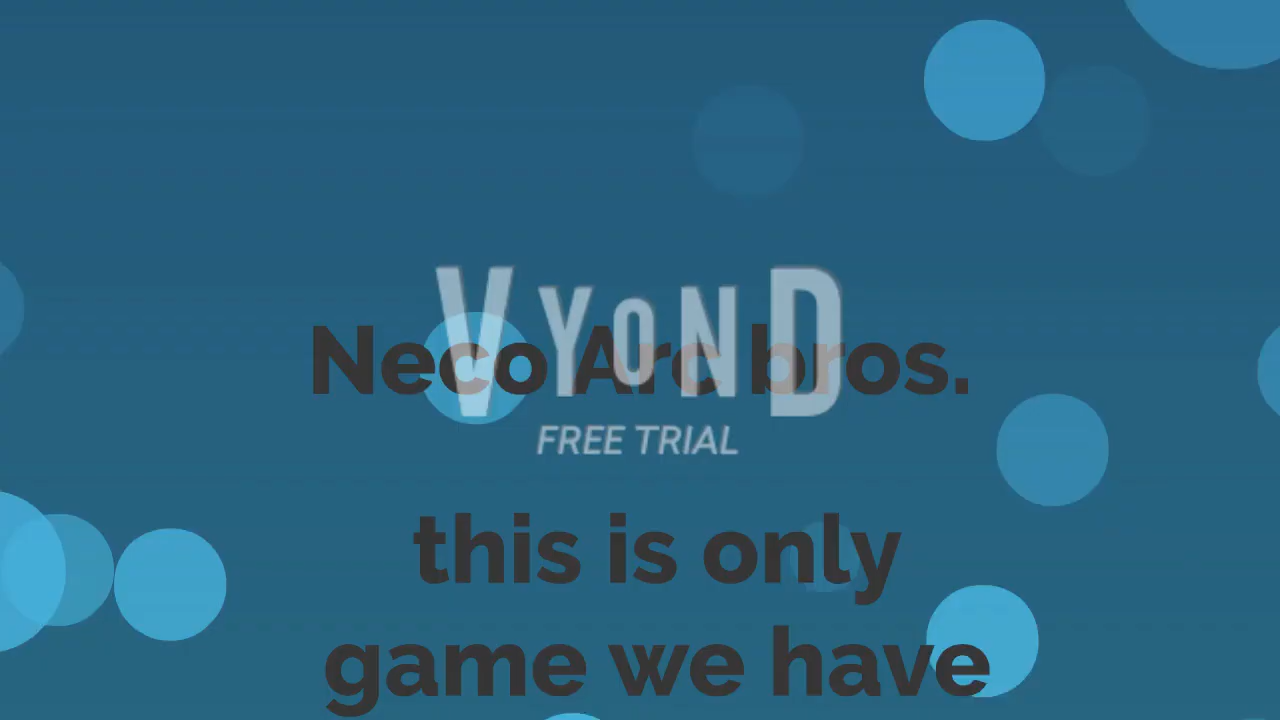 Neco Arc bros.
VYOND
FREE TRIAL
this is only
game we have